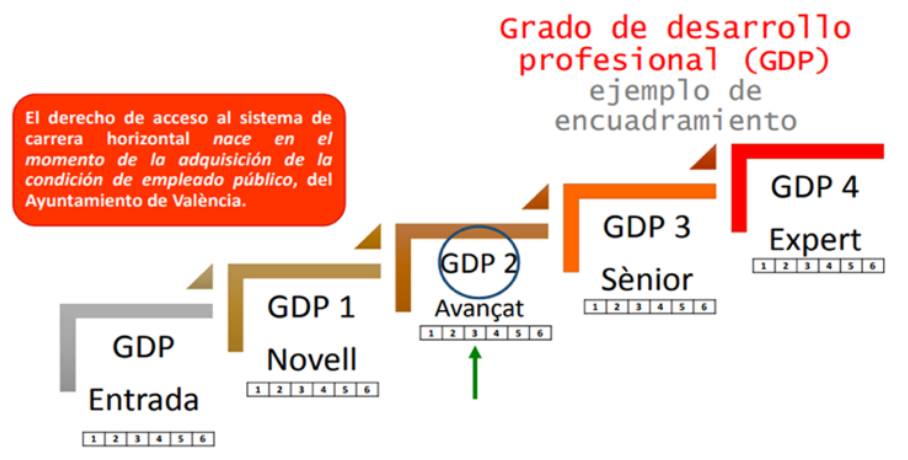 Grado de desarrollo
profesional (GDP)
ejemplo de
encuadramiento
El derecho de acceso al sistema de
carrera horizontal nace en el
momento de la adquisición de la
condición de empleado público, del
Ayuntamiento de València.
GDP
Entrada
1 2 3 4 5 6
GDP 1
Novell
1 2 3 4 5 6
GDP 2
Avançat
1 2 3 4 5 6
GDP 3
Sènior
1 2 3 4 5 6
GDP 4
Expert
1 2 3 4 5 6